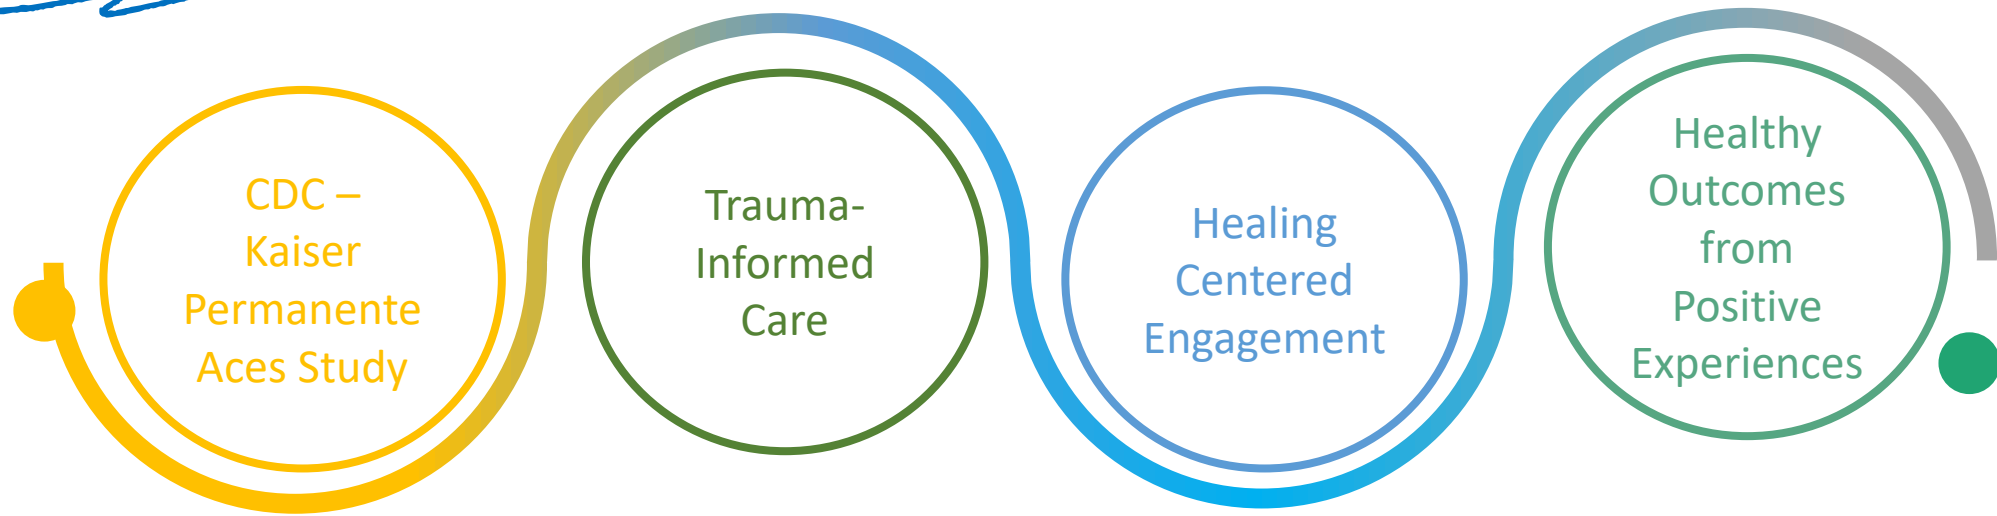 CDC –
Kaiser
Permanente
Aces Study
Trauma-
Informed
Care
Healing
Centered
Engagement
Healthy
Outcomes
from
Positive
Experiences